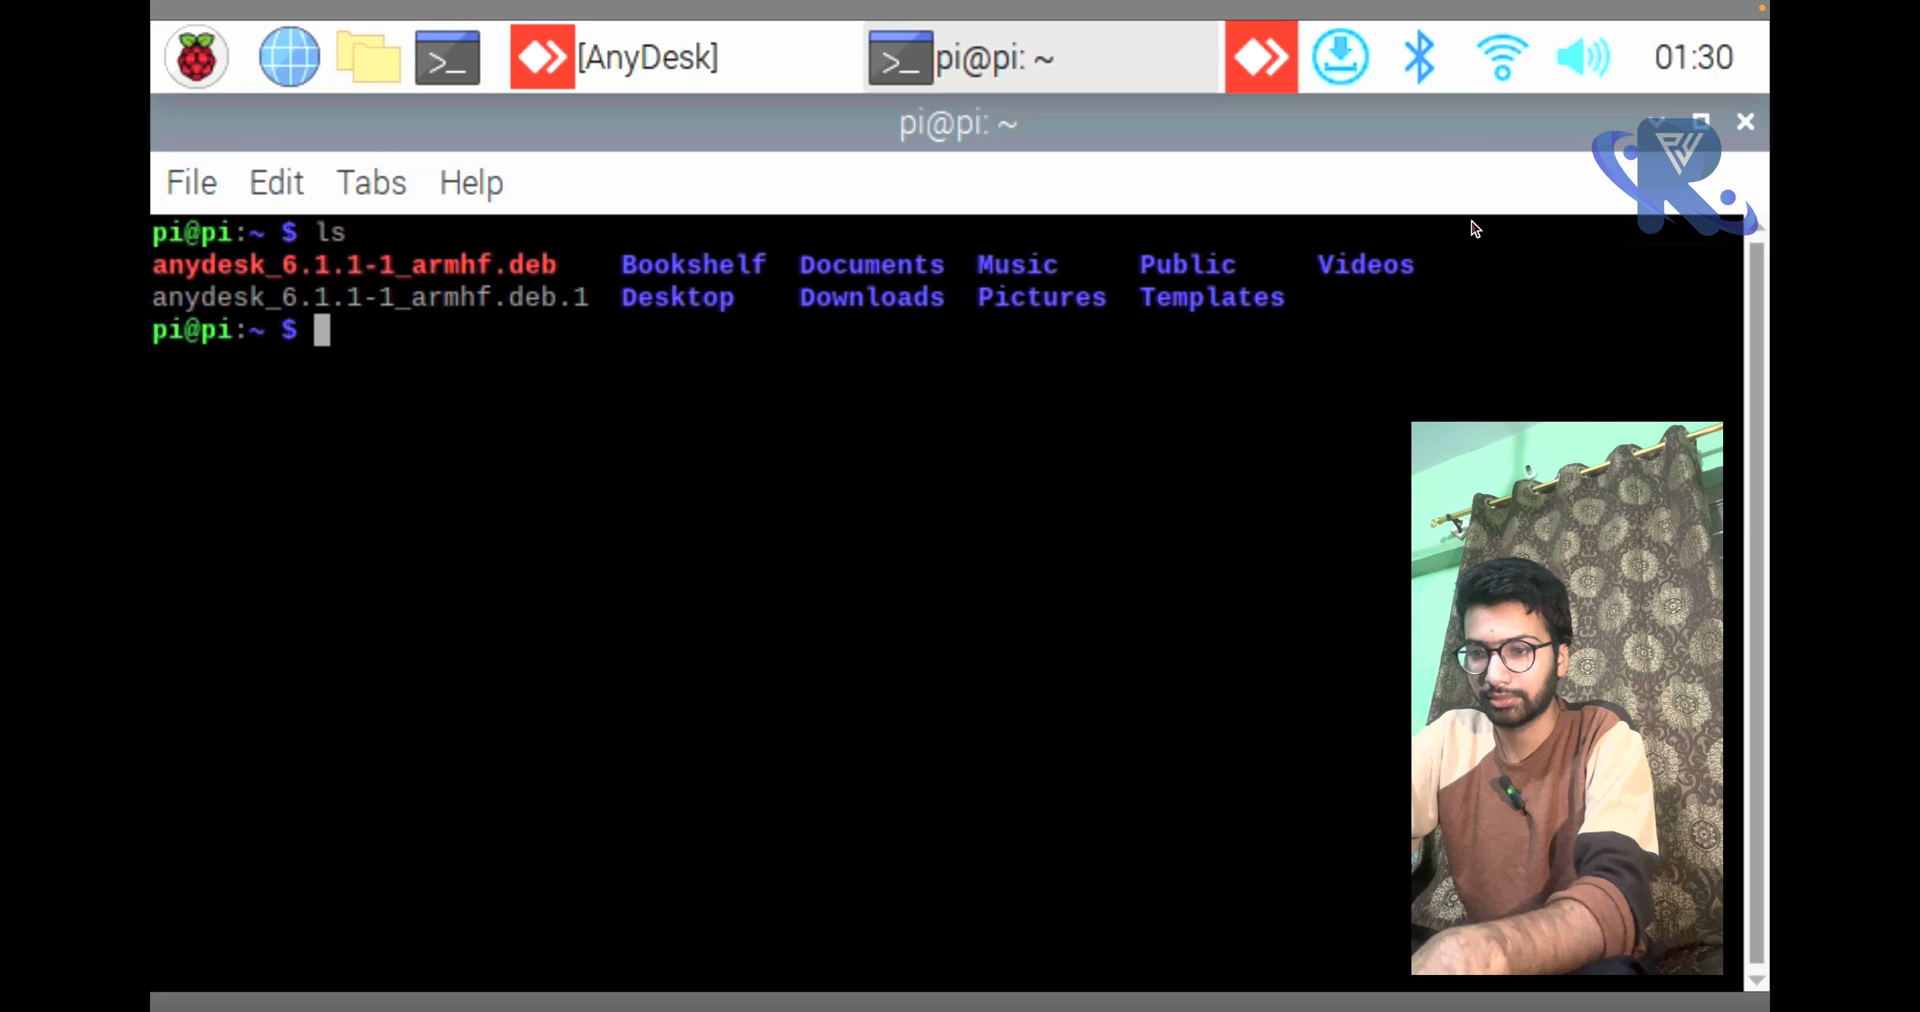 [AnyDesk] pi@pi: ~ 01:30
pi@pi: ~
File Edit Tabs Help
pi@pi:~ $ ls
anydesk_6.1.1-1_armhf.deb Bookshelf Documents Music Public Videos
anydesk_6.1.1-1_armhf.deb.1 Desktop Downloads Pictures Templates
pi@pi:~ $